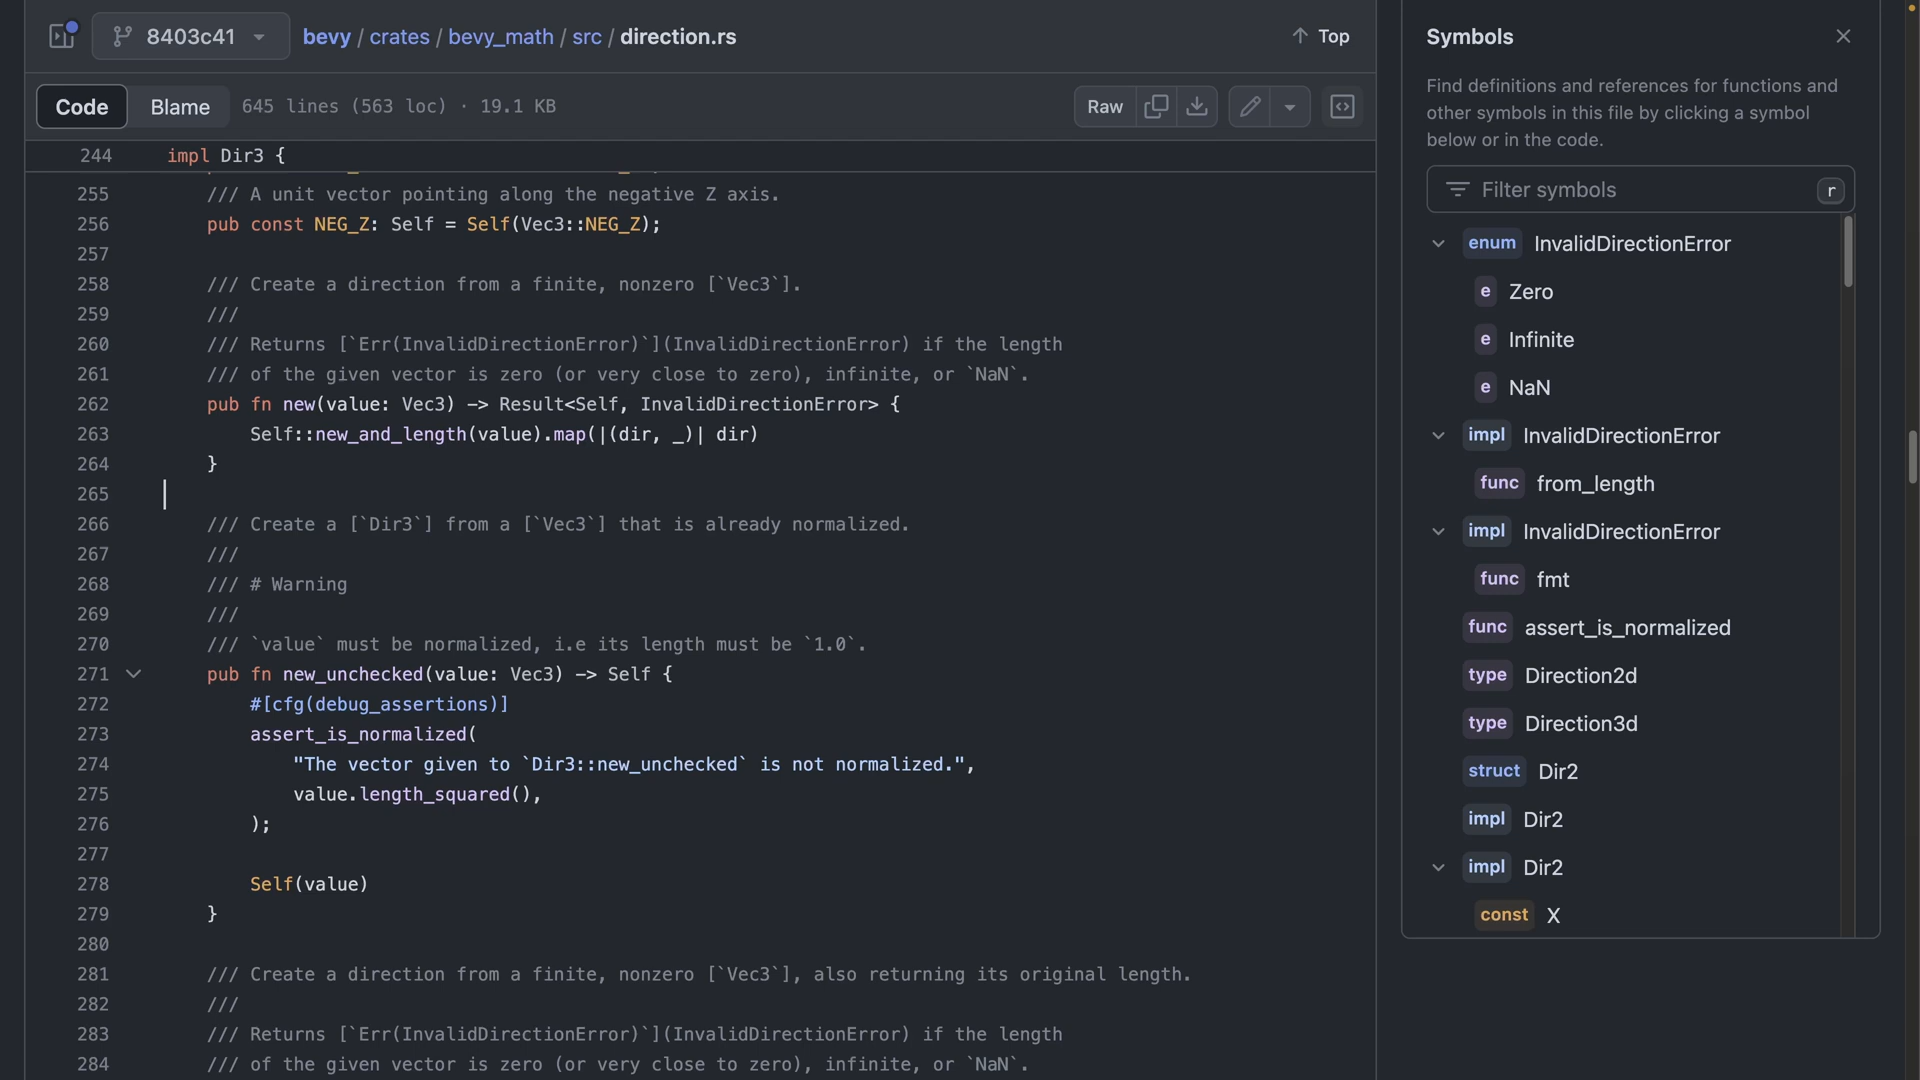 8403c41 bevy / crates / bevy_math / src / direction.rs Top
Code Blame 645 lines (563 loc) · 19.1 KB Raw
244 impl Dir3 {
255 /// A unit vector pointing along the negative Z axis.
256 pub const NEG_Z: Self = Self(Vec3::NEG_Z);
257
258 /// Create a direction from a finite, nonzero [`Vec3`].
259 ///
260 /// Returns [`Err(InvalidDirectionError)`](InvalidDirectionError) if the length
261 /// of the given vector is zero (or very close to zero), infinite, or `NaN`.
262 pub fn new(value: Vec3) -> Result<Self, InvalidDirectionError> {
263 Self::new_and_length(value).map(|(dir, _)| dir)
264 }
265
266 /// Create a [`Dir3`] from a [`Vec3`] that is already normalized.
267 ///
268 /// # Warning
269 ///
270 /// `value` must be normalized, i.e its length must be `1.0`.
271 pub fn new_unchecked(value: Vec3) -> Self {
272 #[cfg(debug_assertions)]
273 assert_is_normalized(
274 "The vector given to `Dir3::new_unchecked` is not normalized.",
275 value.length_squared(),
276 );
277
278 Self(value)
279 }
280
281 /// Create a direction from a finite, nonzero [`Vec3`], also returning its original length.
282 ///
283 /// Returns [`Err(InvalidDirectionError)`](InvalidDirectionError) if the length
284 /// of the given vector is zero (or very close to zero), infinite, or `NaN`.
Symbols
Find definitions and references for functions and
other symbols in this file by clicking a symbol
below or in the code.
Filter symbols r
enum InvalidDirectionError
e Zero
e Infinite
e NaN
impl InvalidDirectionError
func from_length
impl InvalidDirectionError
func fmt
func assert_is_normalized
type Direction2d
type Direction3d
struct Dir2
impl Dir2
impl Dir2
const X